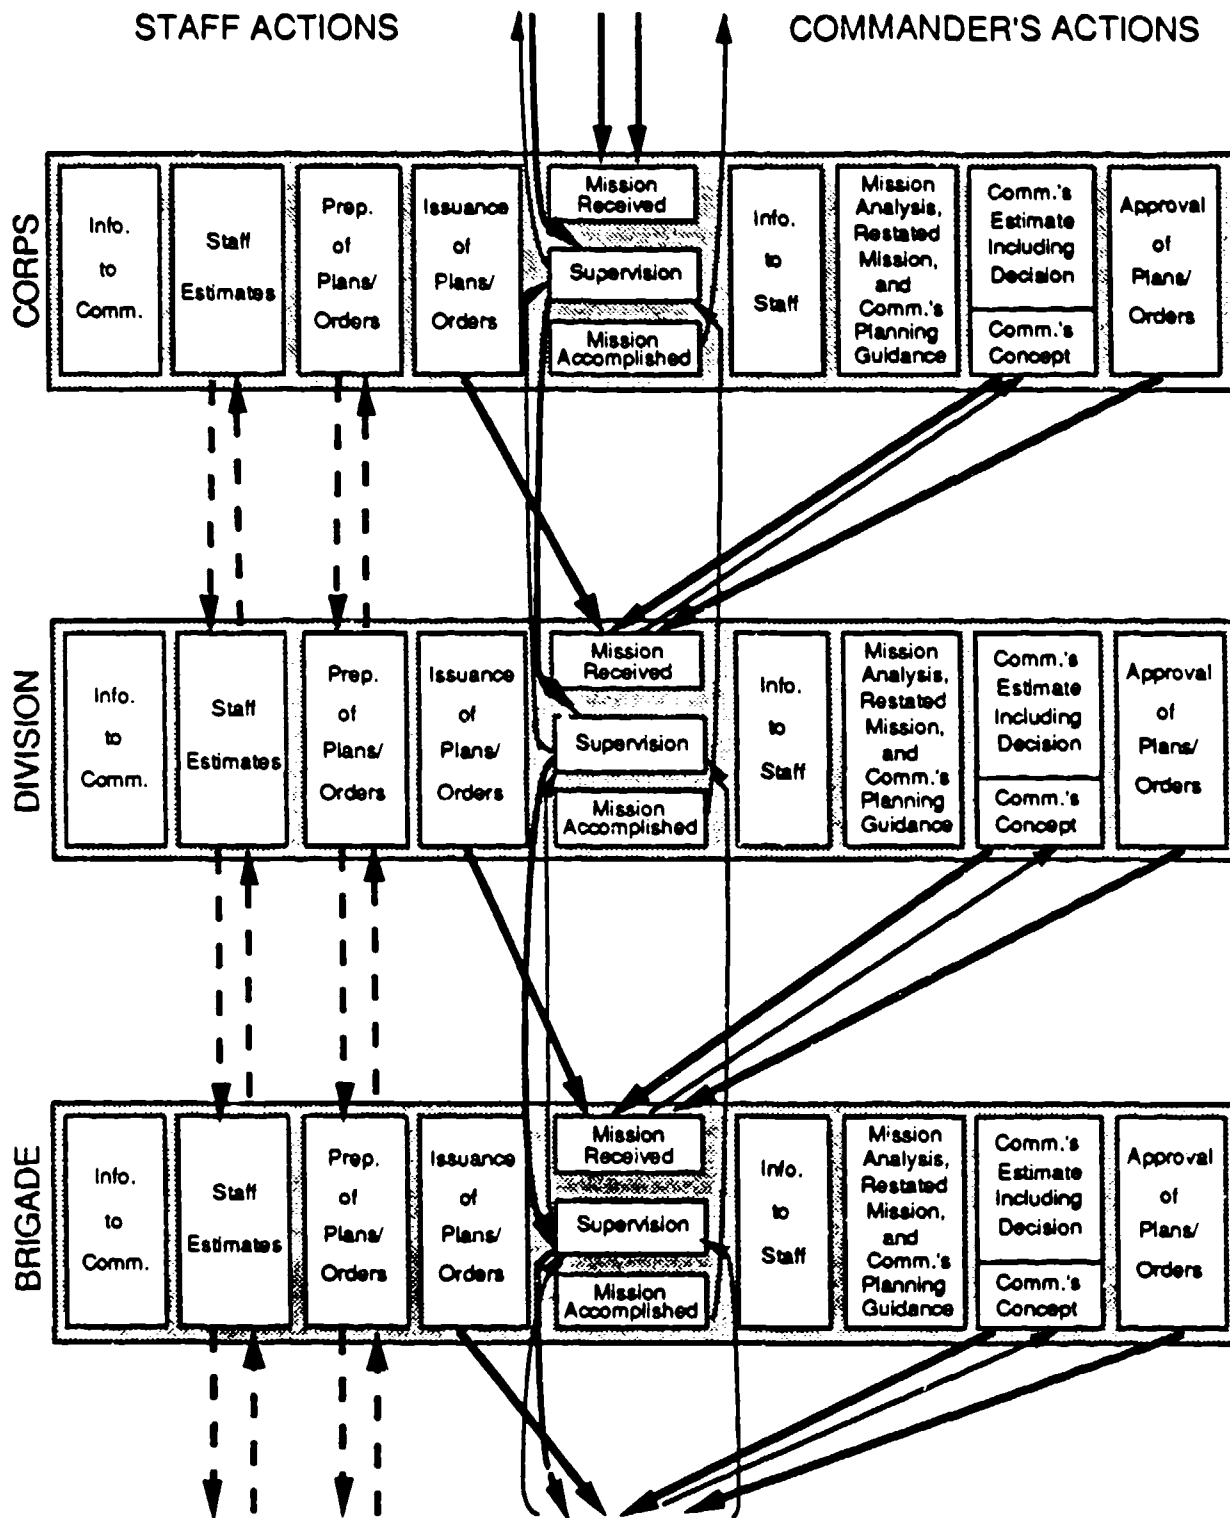 STAFF ACTIONS
COMMANDER'S ACTIONS
CORPS
Info.
to
Comm.
Staff
Estimates
Prep.
of
Plans/
Orders
Issuance
of
Plans/
Orders
Mission
Received
Supervision
Mission
Accomplished
Info.
to
Staff
Mission
Analysis,
Restated
Mission,
and
Comm.'s
Planning
Guidance
Comm.'s
Estimate
Including
Decision
Comm.'s
Concept
Approval
of
Plans/
Orders
DIVISION
Info.
to
Comm.
Staff
Estimates
Prep.
of
Plans/
Orders
Issuance
of
Plans/
Orders
Mission
Received
Supervision
Mission
Accomplished
Info.
to
Staff
Mission
Analysis,
Restated
Mission,
and
Comm.'s
Planning
Guidance
Comm.'s
Estimate
Including
Decision
Comm.'s
Concept
Approval
of
Plans/
Orders
BRIGADE
Info.
to
Comm.
Staff
Estimates
Prep.
of
Plans/
Orders
Issuance
of
Plans/
Orders
Mission
Received
Supervision
Mission
Accomplished
Info.
to
Staff
Mission
Analysis,
Restated
Mission,
and
Comm.'s
Planning
Guidance
Comm.'s
Estimate
Including
Decision
Comm.'s
Concept
Approval
of
Plans/
Orders